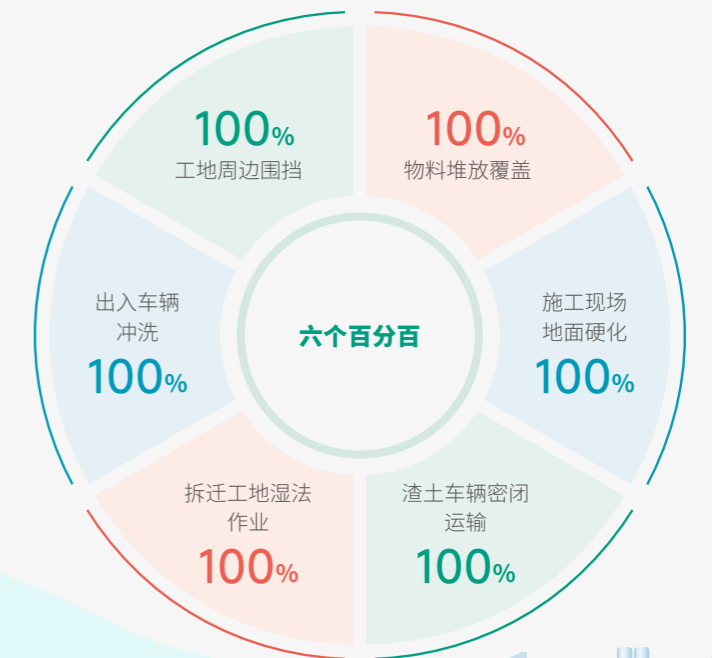 100%
工地周边围挡
100%
物料堆放覆盖
出入车辆
冲洗
100%
六个百分百
施工现场
地面硬化
100%
拆迁工地湿法
作业
100%
渣土车辆密闭
运输
100%